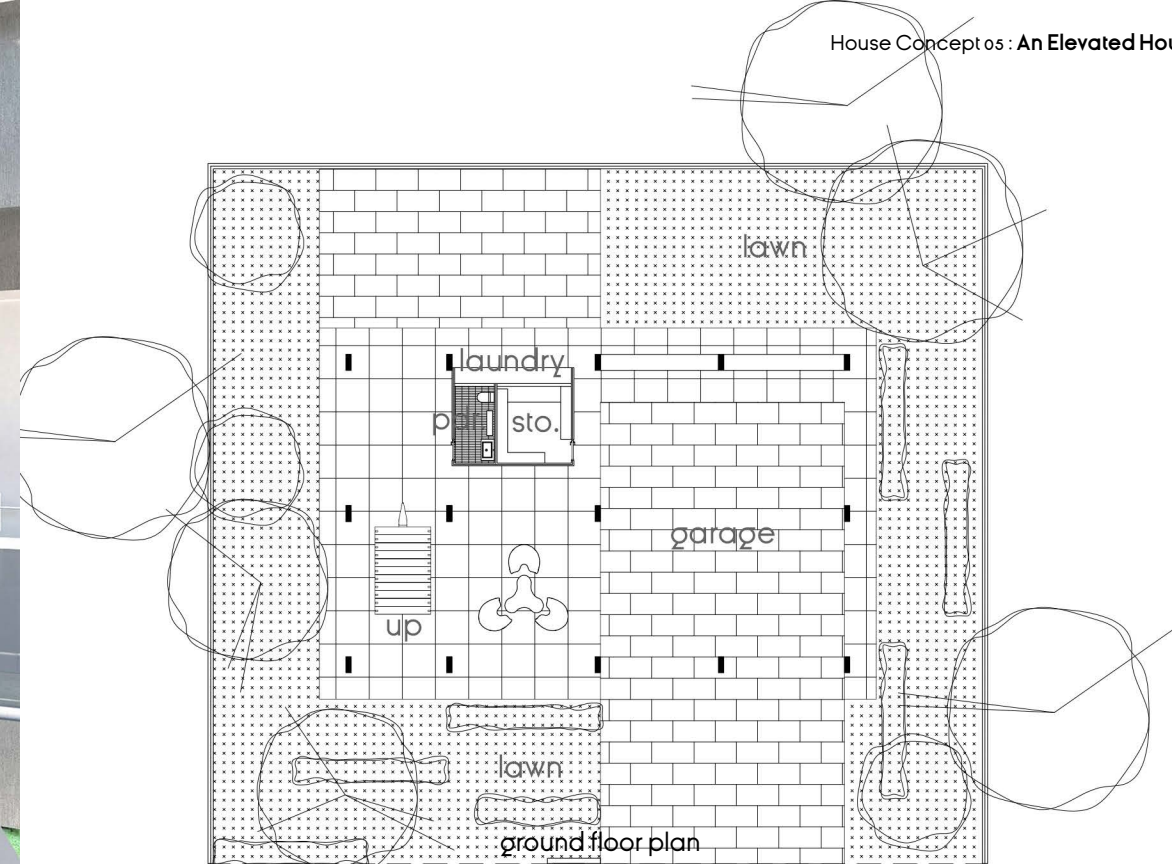 House Concept 05 : An Elevated Hou
lawn
laundry
sto.
garage
up
lawn
ground floor plan